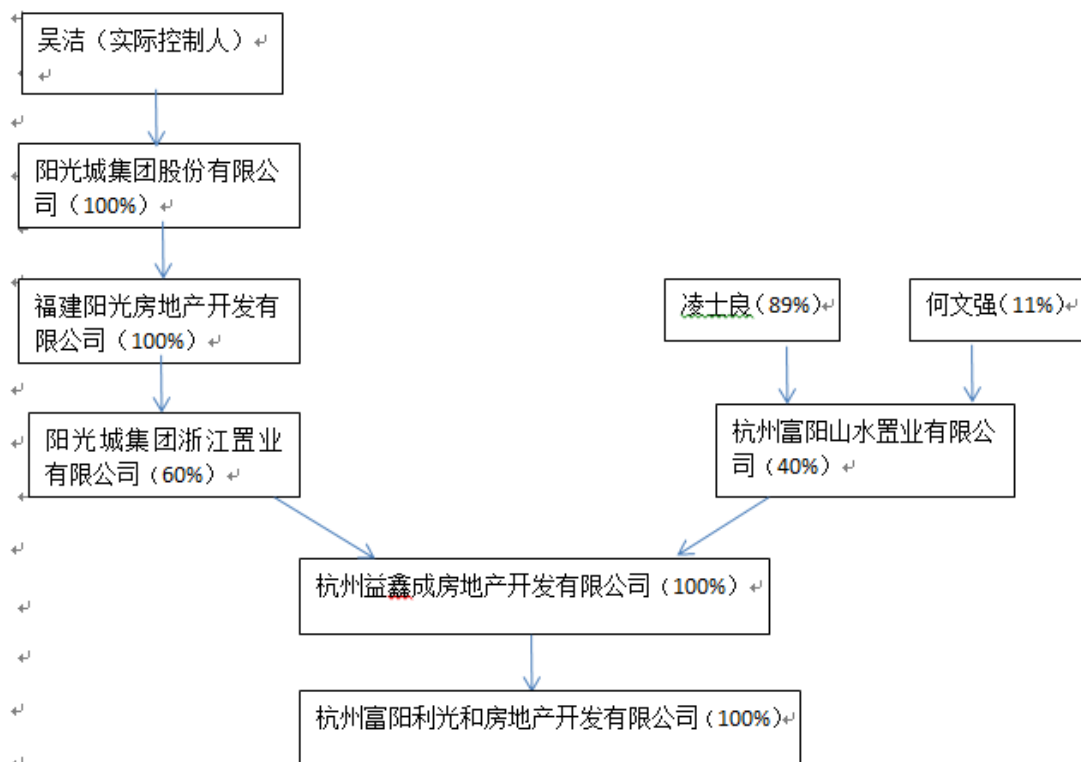 吴洁（实际控制人）
阳光城集团股份有限公
司（100%）
福建阳光房地产开发有
限公司（100%）
凌士良（89%）
何文强（11%）
阳光城集团浙江置业
有限公司（60%）
杭州富阳山水置业有限公
司（40%）
杭州益鑫成房地产开发有限公司（100%）
杭州富阳利光和房地产开发有限公司（100%）